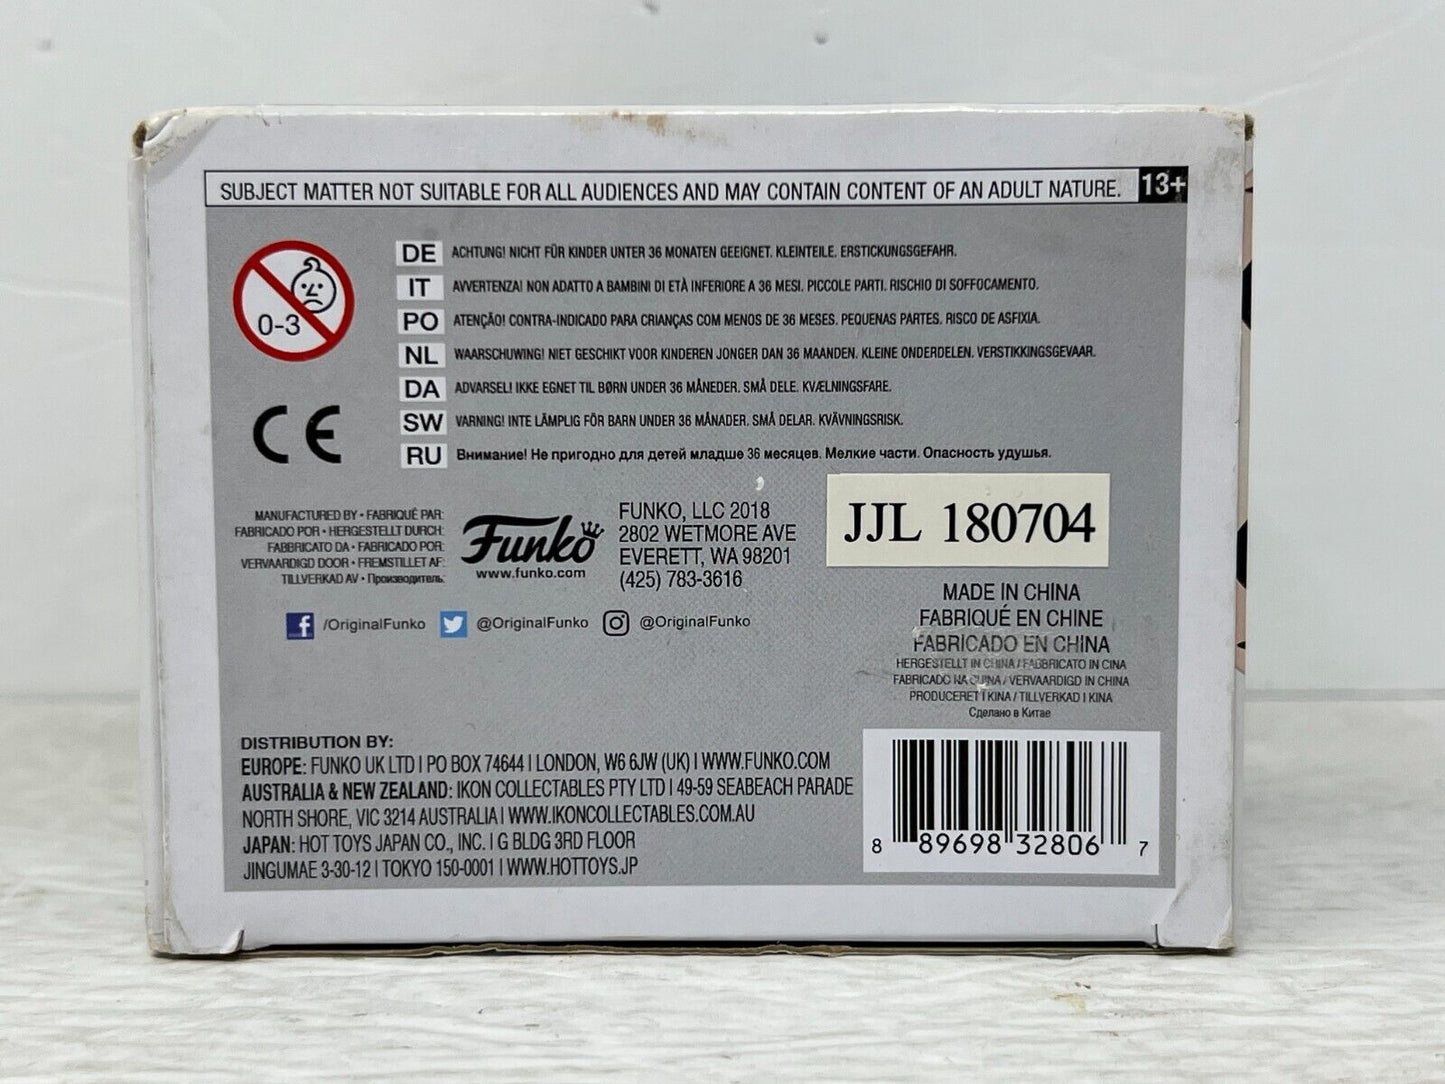 SUBJECT MATTER NOT SUITABLE FOR ALL AUDIENCES AND MAY CONTAIN CONTENT OF AN ADULT NATURE. 13+
0-3
DE ACHTUNG! NICHT FÜR KINDER UNTER 36 MONATEN GEEIGNET. KLEINTEILE. ERSTICKUNGSGEFAHR.
IT AVVERTENZA! NON ADATTO A BAMBINI DI ETÀ INFERIORE A 36 MESI. PICCOLE PARTI. RISCHIO DI SOFFOCAMENTO.
PO ATENÇÃO! CONTRA-INDICADO PARA CRIANÇAS COM MENOS DE 36 MESES. PEQUENAS PARTES. RISCO DE ASFIXIA.
NL WAARSCHUWING! NIET GESCHIKT VOOR KINDEREN JONGER DAN 36 MAANDEN. KLEINE ONDERDELEN. VERSTIKKINGSGEVAAR.
DA ADVARSEL! IKKE EGNET TIL BØRN UNDER 36 MÅNEDER. SMÅ DELE. KVÆLNINGSFARE.
SW VARNING! INTE LÄMPLIG FÖR BARN UNDER 36 MÅNADER. SMÅ DELAR. KVÄVNINGSRISK.
RU Внимание! Не пригодно для детей младше 36 месяцев. Мелкие части. Опасность удушья.
CE
MANUFACTURED BY • FABRIQUÉ PAR:
FABRICADO POR • HERGESTELLT DURCH:
FABBRICATO DA • FABRICADO POR:
VERVAARDIGD DOOR • FREMSTILLET AF:
TILLVERKAD AV • Производитель:
Funko
www.funko.com
FUNKO, LLC 2018
2802 WETMORE AVE
EVERETT, WA 98201
(425) 783-3616
JJL 180704
/OriginalFunko @OriginalFunko @OriginalFunko
MADE IN CHINA
FABRIQUÉ EN CHINE
FABRICADO EN CHINA
HERGESTELLT IN CHINA / FABBRICATO IN CINA
FABRICADO NA CHINA / VERVAARDIGD IN CHINA
PRODUCERET I KINA / TILLVERKAD I KINA
Сделано в Китае
DISTRIBUTION BY:
EUROPE: FUNKO UK LTD I PO BOX 74644 I LONDON, W6 6JW (UK) I WWW.FUNKO.COM
AUSTRALIA & NEW ZEALAND: IKON COLLECTABLES PTY LTD I 49-59 SEABEACH PARADE
NORTH SHORE, VIC 3214 AUSTRALIA I WWW.IKONCOLLECTABLES.COM.AU
JAPAN: HOT TOYS JAPAN CO., INC. I G BLDG 3RD FLOOR
JINGUMAE 3-30-12 I TOKYO 150-0001 I WWW.HOTTOYS.JP
8 89698 32806 7